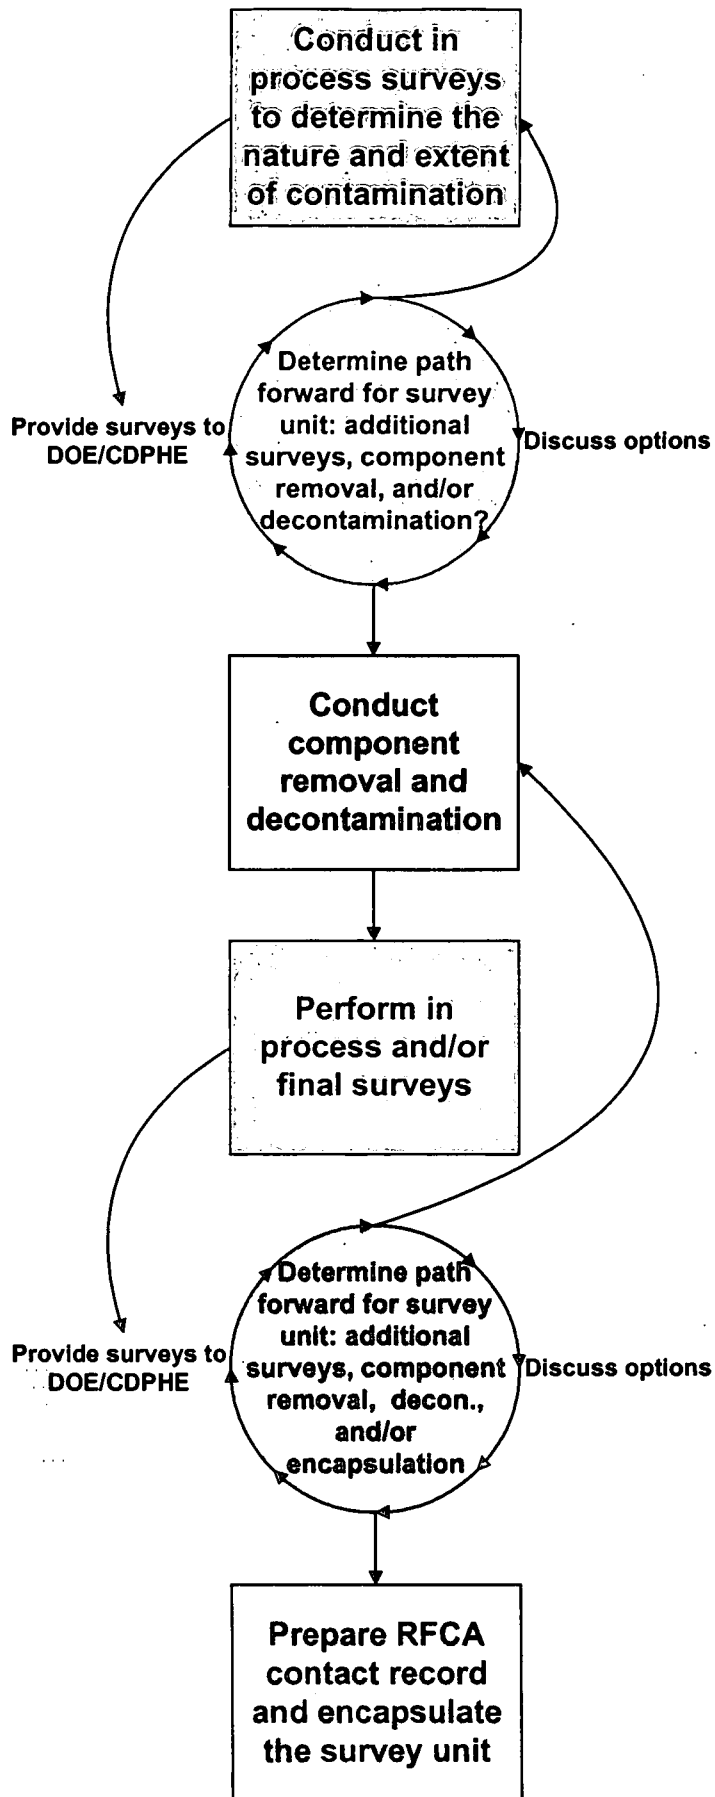 Conduct in
process surveys
to determine the
nature and extent
of contamination
Determine path
forward for survey
unit: additional
surveys, component
removal, and/or
decontamination?
Provide surveys to
DOE/CDPHE
Discuss options
Conduct
component
removal and
decontamination
Perform in
process and/or
final surveys
Determine path
forward for survey
unit: additional
surveys, component
removal, decon.,
and/or
encapsulation
Provide surveys to
DOE/CDPHE
Discuss options
Prepare RFCA
contact record
and encapsulate
the survey unit